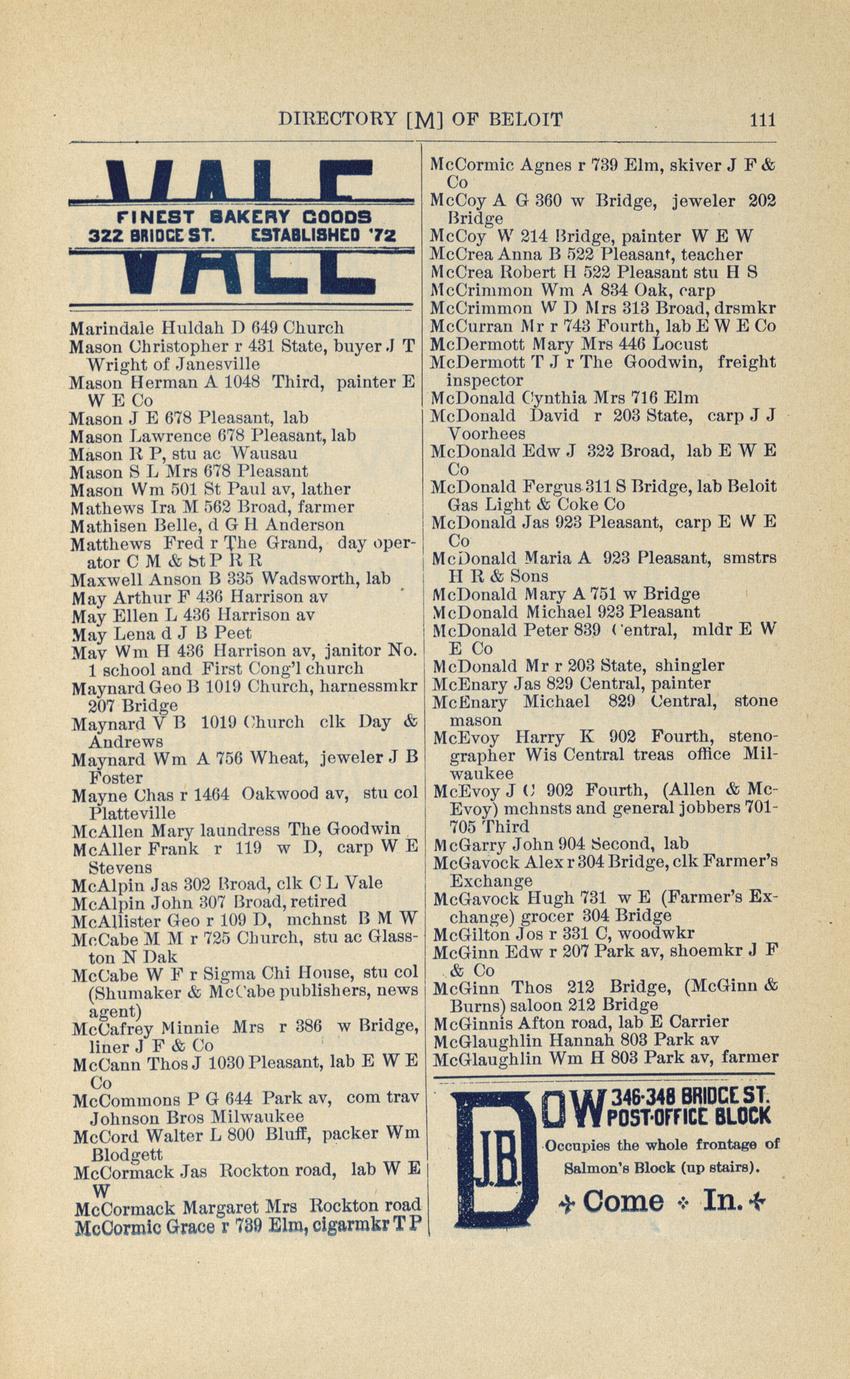 DIRECTORY [M] OF BELOIT 111
VALE
FINEST BAKERY GOODS
322 BRIDGE ST. ESTABLISHED '72
VALE
Marindale Huldah D 649 Church
Mason Christopher r 431 State, buyer J T
Wright of Janesville
Mason Herman A 1048 Third, painter E
W E Co
Mason J E 678 Pleasant, lab
Mason Lawrence 678 Pleasant, lab
Mason R P, stu ac Wausau
Mason S L Mrs 678 Pleasant
Mason Wm 501 St Paul av, lather
Mathews Ira M 562 Broad, farmer
Mathisen Belle, d G H Anderson
Matthews Fred r The Grand, day oper-
ator C M & St P R R
Maxwell Anson B 335 Wadsworth, lab
May Arthur F 436 Harrison av
May Ellen L 436 Harrison av
May Lena d J B Peet
May Wm H 436 Harrison av, janitor No.
1 school and First Cong'l church
Maynard Geo B 1019 Church, harnessmkr
207 Bridge
Maynard V B 1019 Church clk Day &
Andrews
Maynard Wm A 756 Wheat, jeweler J B
Foster
Mayne Chas r 1464 Oakwood av, stu col
Platteville
McAllen Mary laundress The Goodwin
McAller Frank r 119 w D, carp W E
Stevens
McAlpin Jas 302 Broad, clk C L Vale
McAlpin John 307 Broad, retired
McAllister Geo r 109 D, mchnst B M W
McCabe M M r 725 Church, stu ac Glass-
ton N Dak
McCabe W F r Sigma Chi House, stu col
(Shumaker & McCabe publishers, news
agent)
McCafrey Minnie Mrs r 386 w Bridge,
liner J F & Co
McCann Thos J 1030 Pleasant, lab E W E
Co
McCommons P G 644 Park av, com trav
Johnson Bros Milwaukee
McCord Walter L 800 Bluff, packer Wm
Blodgett
McCormack Jas Rockton road, lab W E
W
McCormack Margaret Mrs Rockton road
McCormic Grace r 739 Elm, cigarmkr T P
McCormic Agnes r 739 Elm, skiver J F &
Co
McCoy A G 360 w Bridge, jeweler 202
Bridge
McCoy W 214 Bridge, painter W E W
McCrea Anna B 522 Pleasant, teacher
McCrea Robert H 522 Pleasant stu H S
McCrimmon Wm A 834 Oak, carp
McCrimmon W D Mrs 313 Broad, drsmkr
McCurran Mr r 743 Fourth, lab E W E Co
McDermott Mary Mrs 446 Locust
McDermott T J r The Goodwin, freight
inspector
McDonald Cynthia Mrs 716 Elm
McDonald David r 203 State, carp J J
Voorhees
McDonald Edw J 322 Broad, lab E W E
Co
McDonald Fergus 311 S Bridge, lab Beloit
Gas Light & Coke Co
McDonald Jas 923 Pleasant, carp E W E
Co
McDonald Maria A 923 Pleasant, smstrs
H R & Sons
McDonald Mary A 751 w Bridge
McDonald Michael 923 Pleasant
McDonald Peter 839 Central, mldr E W
E Co
McDonald Mr r 203 State, shingler
McEnary Jas 829 Central, painter
McEnary Michael 829 Central, stone
mason
McEvoy Harry K 902 Fourth, steno-
grapher Wis Central treas office Mil-
waukee
McEvoy J C 902 Fourth, (Allen & Mc-
Evoy) mchnsts and general jobbers 701-
705 Third
McGarry John 904 Second, lab
McGavock Alex r 304 Bridge, clk Farmer's
Exchange
McGavock Hugh 731 w E (Farmer's Ex-
change) grocer 304 Bridge
McGilton Jos r 331 C, woodwkr
McGinn Edw r 207 Park av, shoemkr J F
& Co
McGinn Thos 212 Bridge, (McGinn &
Burns) saloon 212 Bridge
McGinnis Afton road, lab E Carrier
McGlaughlin Hannah 803 Park av
McGlaughlin Wm H 803 Park av, farmer
J.B. DOW 346-348 BRIDGE ST.
POST-OFFICE BLOCK
Occupies the whole frontage of
Salmon's Block (up stairs).
Come In.